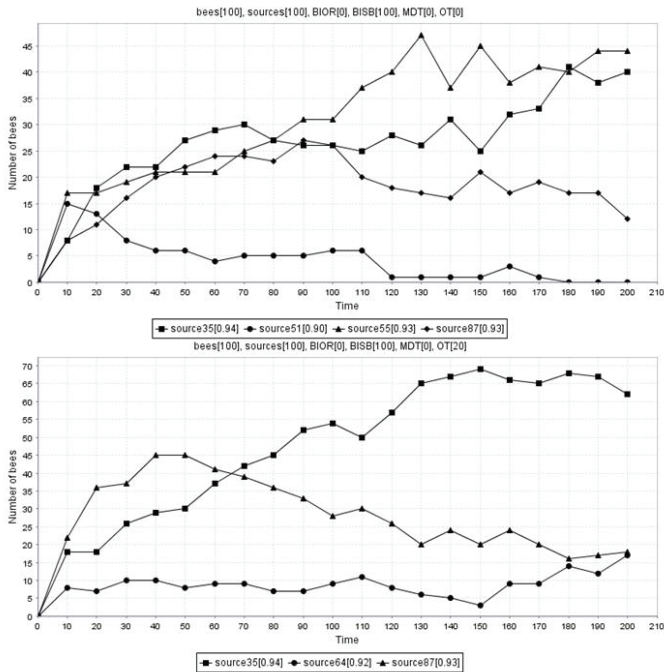 bees[100], sources[100], BIOR[0], BISB[0], MDT[0], OT[0]
45
40
35
30
25
20
15
10
5
0
Number of bees
0 10 20 30 40 50 60 70 80 90 100 110 120 130 140 150 160 170 180 190 200 210
Time
source35[0.94] source51[0.90] source55[0.93] source87[0.93]
bees[100], sources[100], BIOR[0], BISB[100], MDT[0], OT[20]
70
65
60
55
50
45
40
35
30
25
20
15
10
5
0
Number of bees
0 10 20 30 40 50 60 70 80 90 100 110 120 130 140 150 160 170 180 190 200 210
Time
source35[0.94] source64[0.92] source87[0.93]